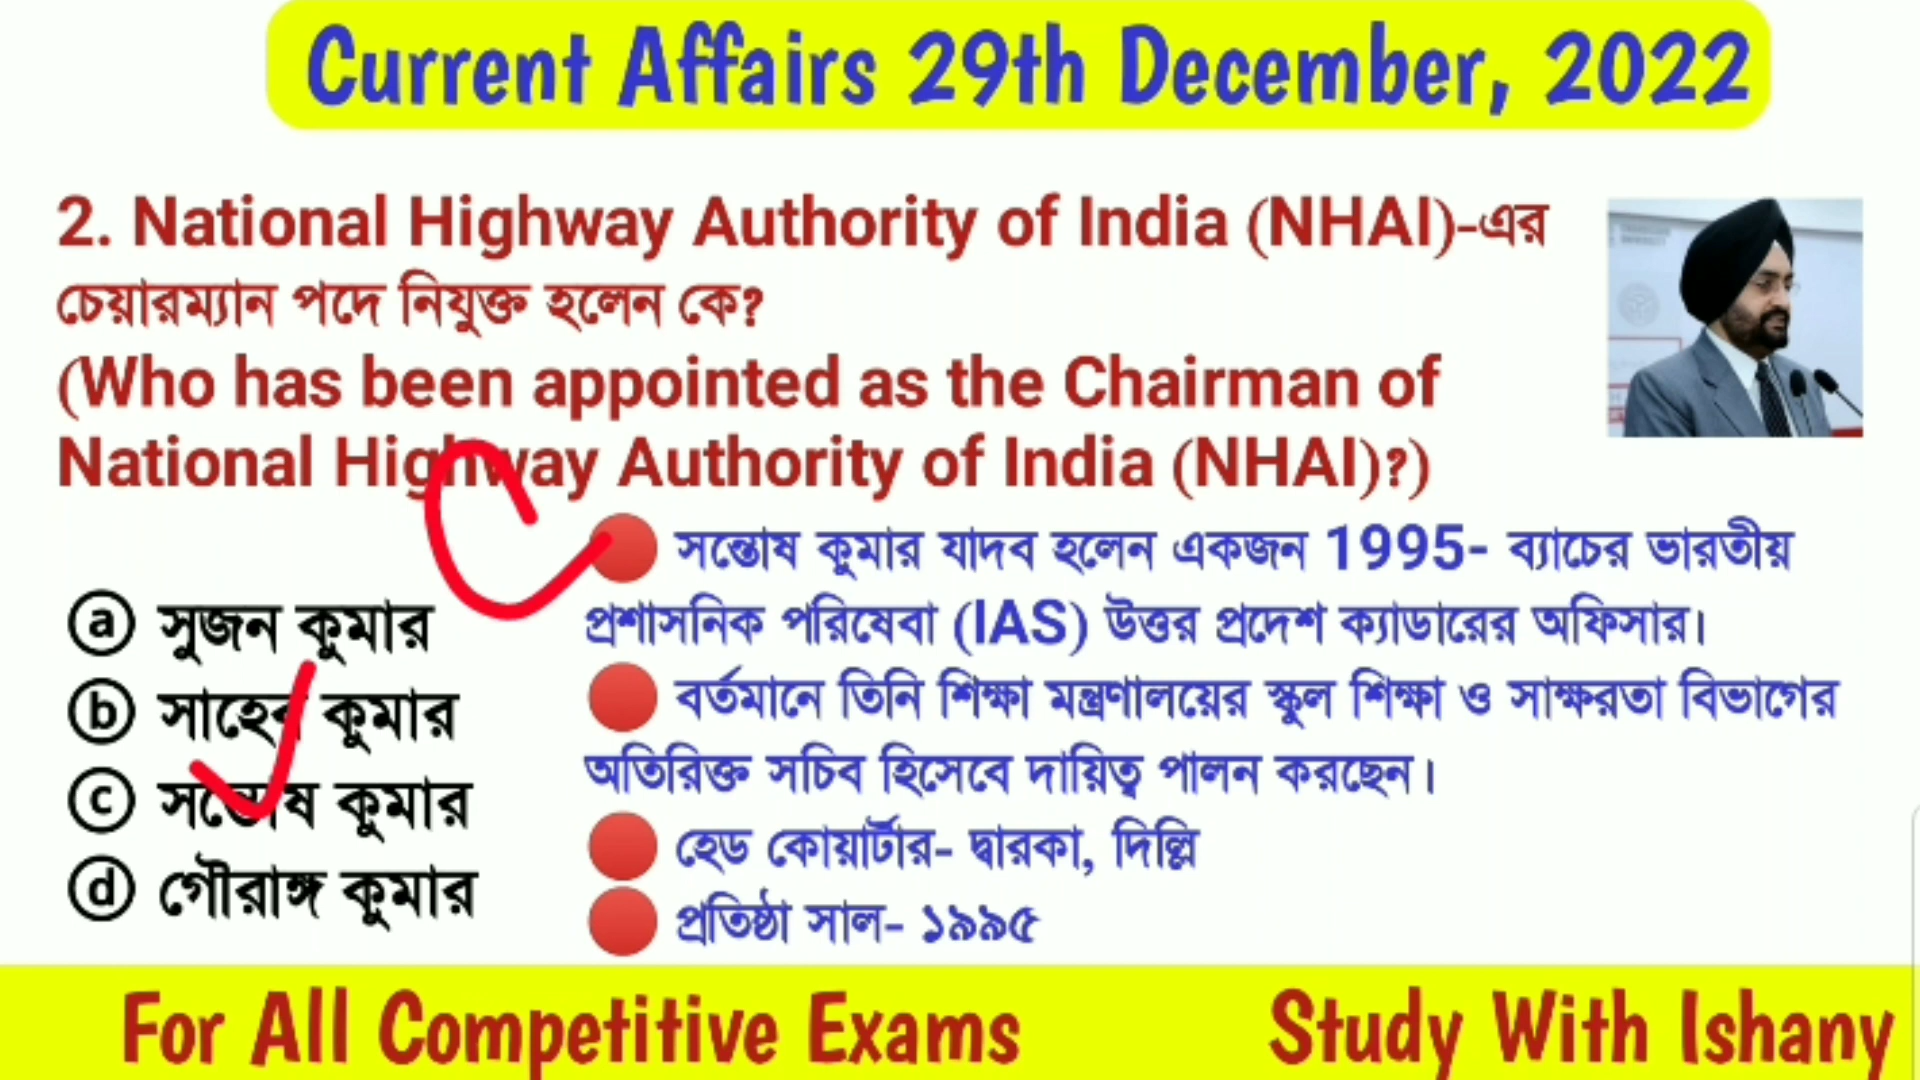 Current Affairs 29th December, 2022
2. National Highway Authority of India (NHAI)-এর
চেয়ারম্যান পদে নিযুক্ত হলেন কে?
(Who has been appointed as the Chairman of
National Highway Authority of India (NHAI)?)
ⓐ সুজন কুমার
ⓑ সাহেব কুমার
ⓒ সন্তোষ কুমার
ⓓ গৌরাঙ্গ কুমার
সন্তোষ কুমার যাদব হলেন একজন 1995- ব্যাচের ভারতীয়
প্রশাসনিক পরিষেবা (IAS) উত্তর প্রদেশ ক্যাডারের অফিসার।
বর্তমানে তিনি শিক্ষা মন্ত্রণালয়ের স্কুল শিক্ষা ও সাক্ষরতা বিভাগের
অতিরিক্ত সচিব হিসেবে দায়িত্ব পালন করছেন।
হেড কোয়ার্টার- দ্বারকা, দিল্লি
প্রতিষ্ঠা সাল- ১৯৯৫
For All Competitive Exams
Study With Ishany